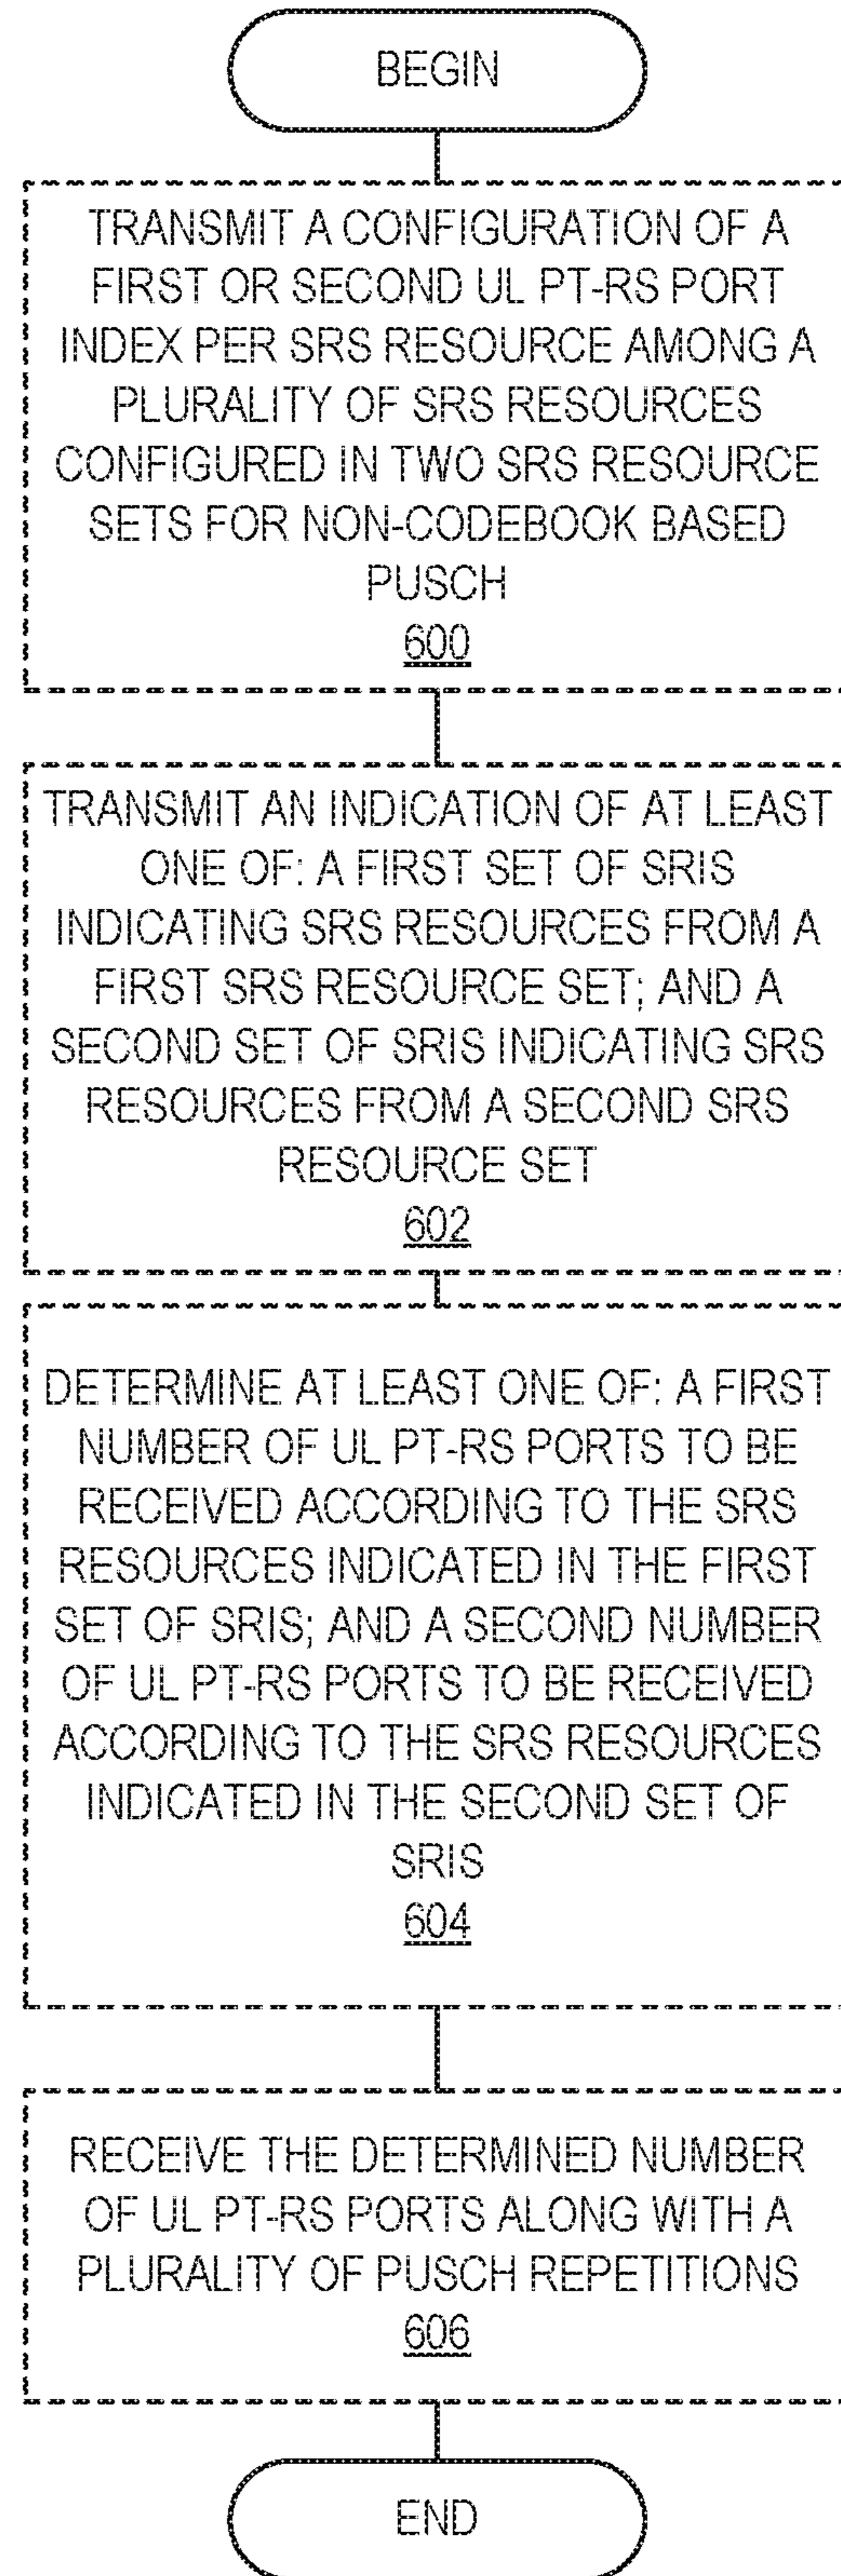 BEGIN
TRANSMIT A CONFIGURATION OF A
FIRST OR SECOND UL PT-RS PORT
INDEX PER SRS RESOURCE AMONG A
PLURALITY OF SRS RESOURCES
CONFIGURED IN TWO SRS RESOURCE
SETS FOR NON-CODEBOOK BASED
PUSCH
600
TRANSMIT AN INDICATION OF AT LEAST
ONE OF: A FIRST SET OF SRIS
INDICATING SRS RESOURCES FROM A
FIRST SRS RESOURCE SET; AND A
SECOND SET OF SRIS INDICATING SRS
RESOURCES FROM A SECOND SRS
RESOURCE SET
602
DETERMINE AT LEAST ONE OF: A FIRST
NUMBER OF UL PT-RS PORTS TO BE
RECEIVED ACCORDING TO THE SRS
RESOURCES INDICATED IN THE FIRST
SET OF SRIS; AND A SECOND NUMBER
OF UL PT-RS PORTS TO BE RECEIVED
ACCORDING TO THE SRS RESOURCES
INDICATED IN THE SECOND SET OF
SRIS
604
RECEIVE THE DETERMINED NUMBER
OF UL PT-RS PORTS ALONG WITH A
PLURALITY OF PUSCH REPETITIONS
606
END